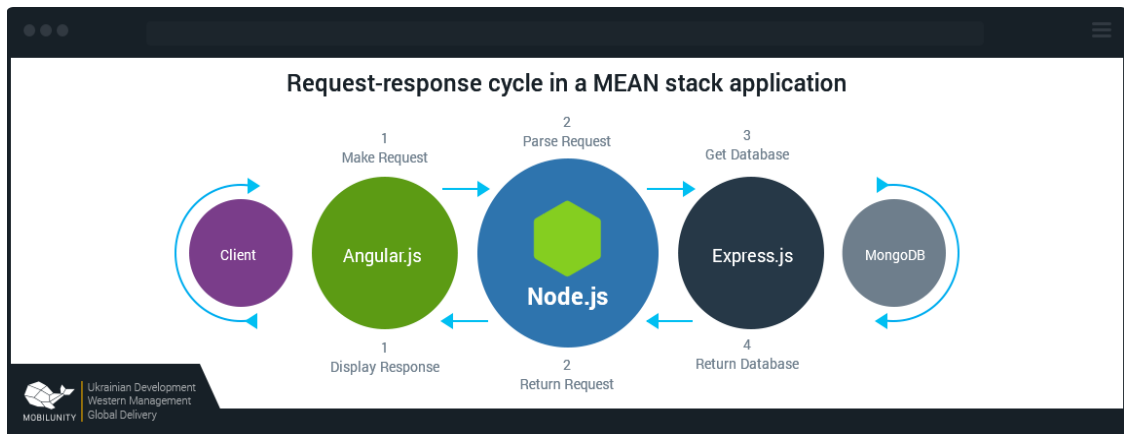 Request-response cycle in a MEAN stack application
1
Make Request
2
Parse Request
3
Get Database
Client
Angular.js
Node.js
Express.js
MongoDB
1
Display Response
2
Return Request
4
Return Database
MOBILUNITY
Ukrainian Development
Western Management
Global Delivery